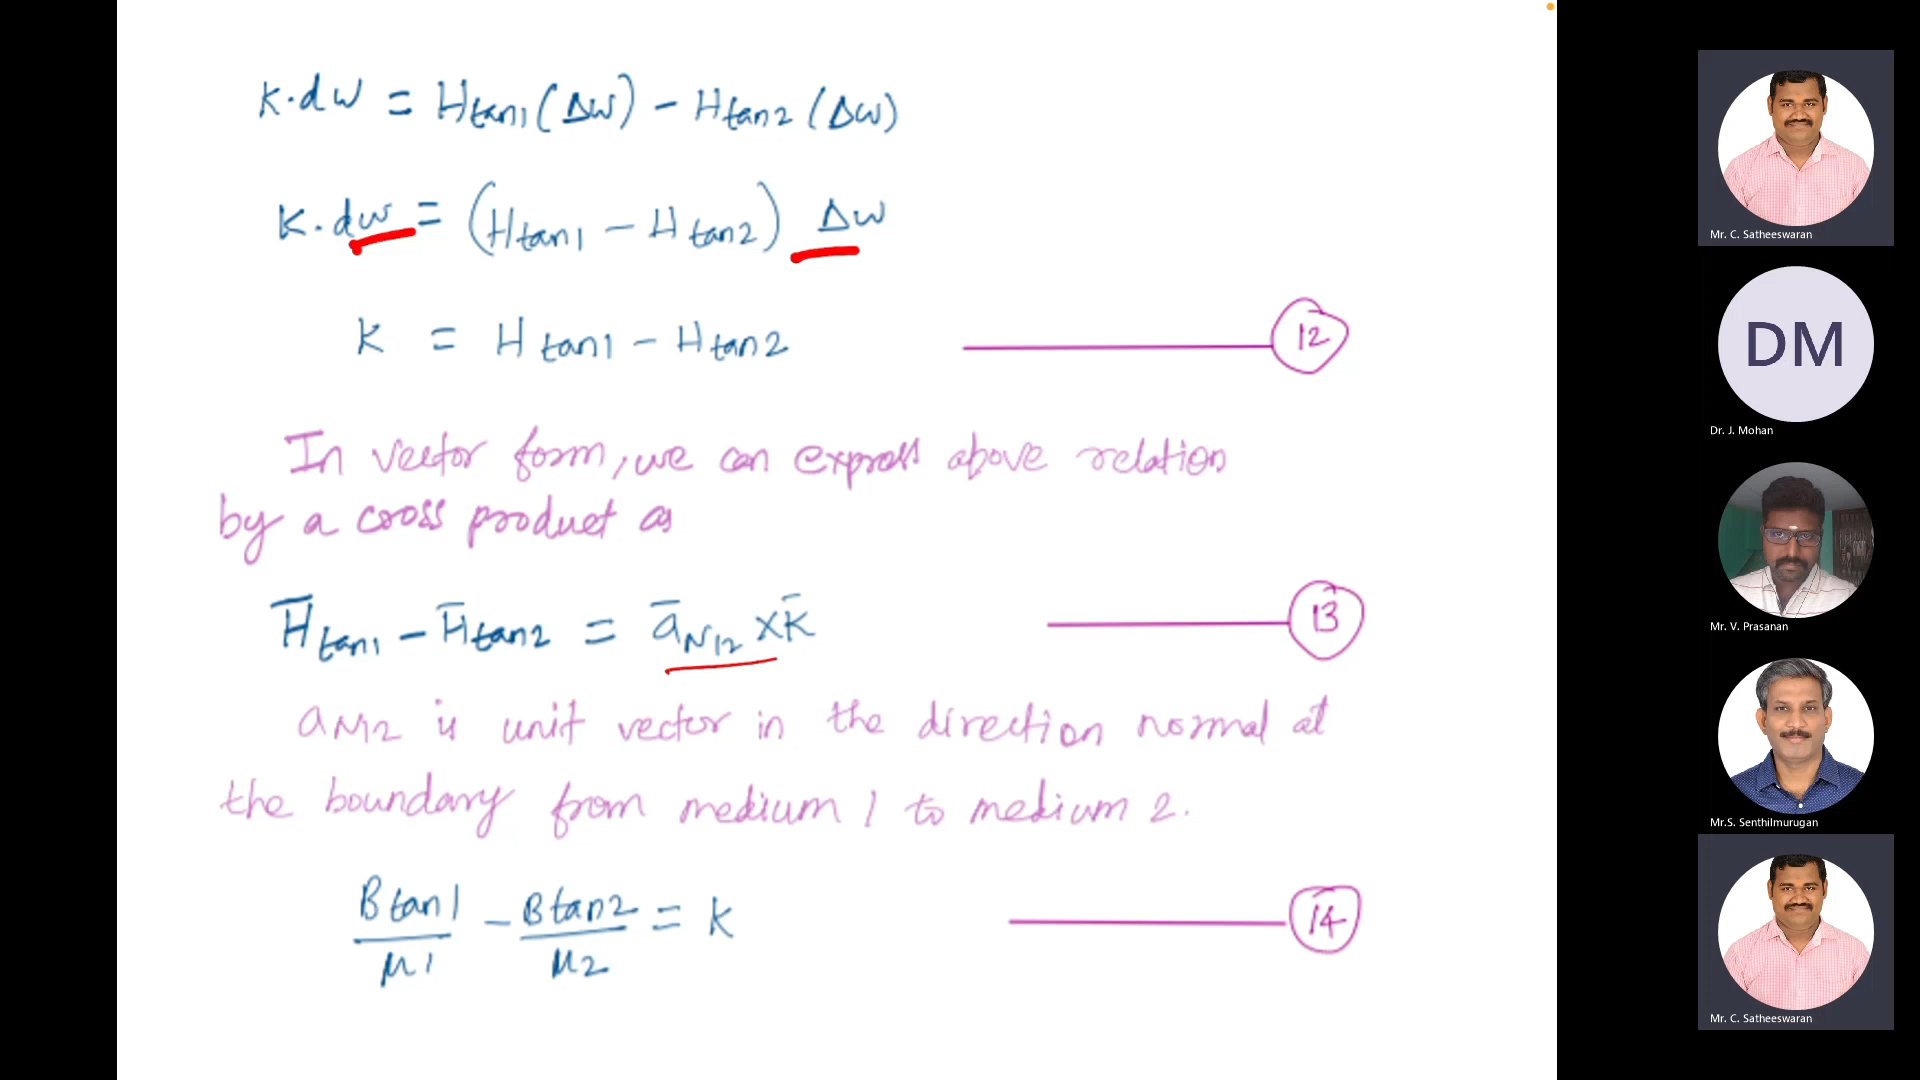 K.dw = Htan1(Δw) - Htan2(Δw)
K.dw = (Htan1 - Htan2) Δw
K = Htan1 - Htan2 12
In vector form, we can express above relation
by a cross product as
H̄tan1 - H̄tan2 = āN12 x K̄ 13
aN12 is unit vector in the direction normal at
the boundary from medium 1 to medium 2.
Btan1/μ1 - Btan2/μ2 = K 14
Mr. C. Satheeswaran
DM
Dr. J. Mohan
Mr. V. Prasanan
Mr.S. Senthilmurugan
Mr. C. Satheeswaran